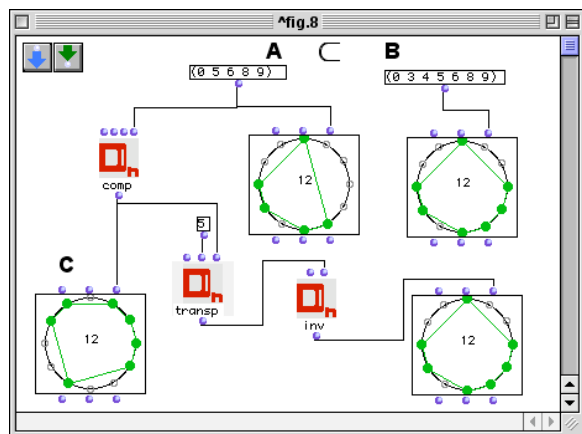 ^fig.8
A ⊂ B
(0 5 6 8 9)
(0 3 4 5 6 8 9)
n
comp
12
12
5
C
n
transp
n
inv
12
12